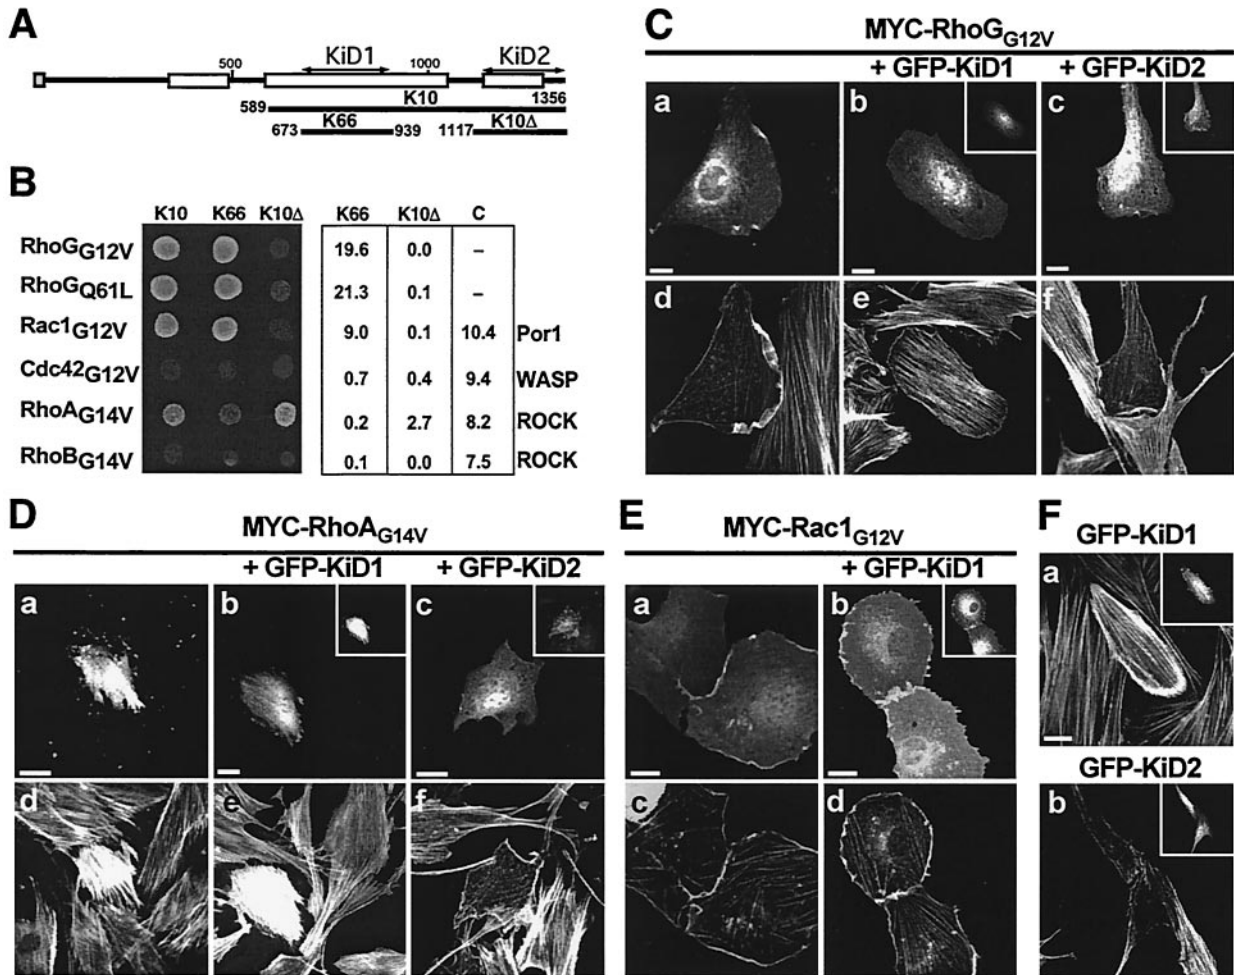 A
500
KiD1
1000
KiD2
589
K10
1356
673
K66
939
1117
K10Δ
B
K10 K66 K10Δ
K66 K10Δ C
RhoG G12V 19.6 0.0 –
RhoG Q61L 21.3 0.1 –
Rac1 G12V 9.0 0.1 10.4 Por1
Cdc42 G12V 0.7 0.4 9.4 WASP
RhoA G14V 0.2 2.7 8.2 ROCK
RhoB G14V 0.1 0.0 7.5 ROCK
C
MYC-RhoG G12V
+ GFP-KiD1 + GFP-KiD2
a b c
d e f
D
MYC-RhoA G14V
+ GFP-KiD1 + GFP-KiD2
a b c
d e f
E
MYC-Rac1 G12V
+ GFP-KiD1
a b
c d
F
GFP-KiD1
a
GFP-KiD2
b